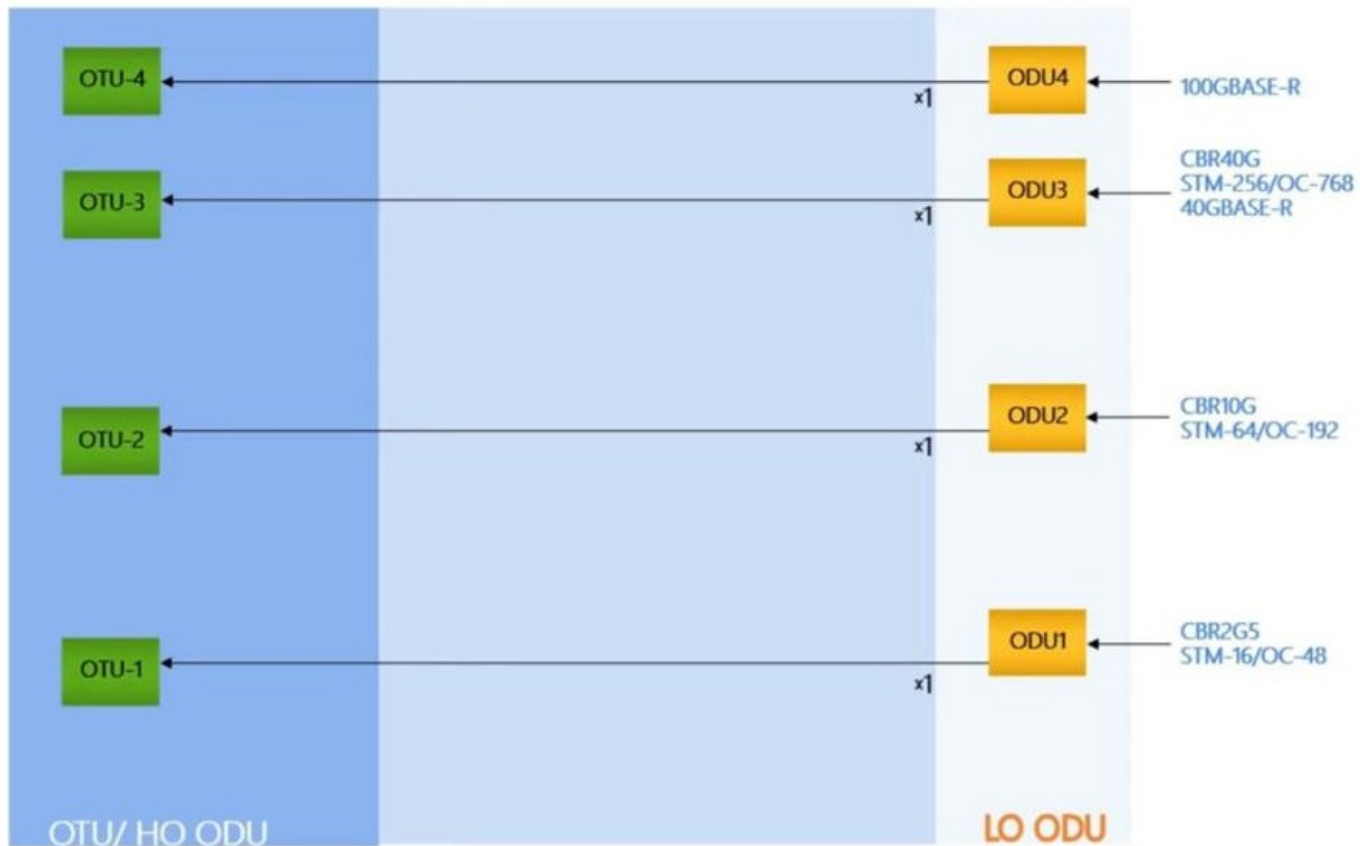 OTU-4
ODU4
x1
100GBASE-R
OTU-3
ODU3
x1
CBR40G
STM-256/OC-768
40GBASE-R
OTU-2
ODU2
x1
CBR10G
STM-64/OC-192
OTU-1
ODU1
x1
CBR2G5
STM-16/OC-48
OTU/ HO ODU
LO ODU